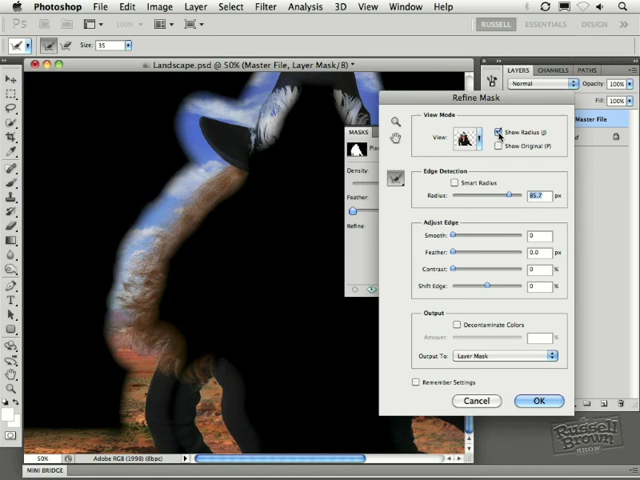 Photoshop File Edit Image Layer Select Filter Analysis 3D View Window Help
Ps 100% RUSSELL ESSENTIALS DESIGN
Size: 35
Landscape.psd @ 50% (Master File, Layer Mask/8) *
LAYERS CHANNELS PATHS
Normal Opacity: 100%
Fill: 100%
Master File
MASKS
Density:
Feather:
Refine:
Refine Mask
View Mode
View:
Show Radius (J)
Show Original (P)
Edge Detection
Smart Radius
Radius: 85.7 px
Adjust Edge
Smooth: 0
Feather: 0.0 px
Contrast: 0 %
Shift Edge: 0 %
Output
Decontaminate Colors
Amount: %
Output To: Layer Mask
Remember Settings
Cancel OK
50% Adobe RGB (1998) (8bpc)
MINI BRIDGE
Russell Brown
SHOW